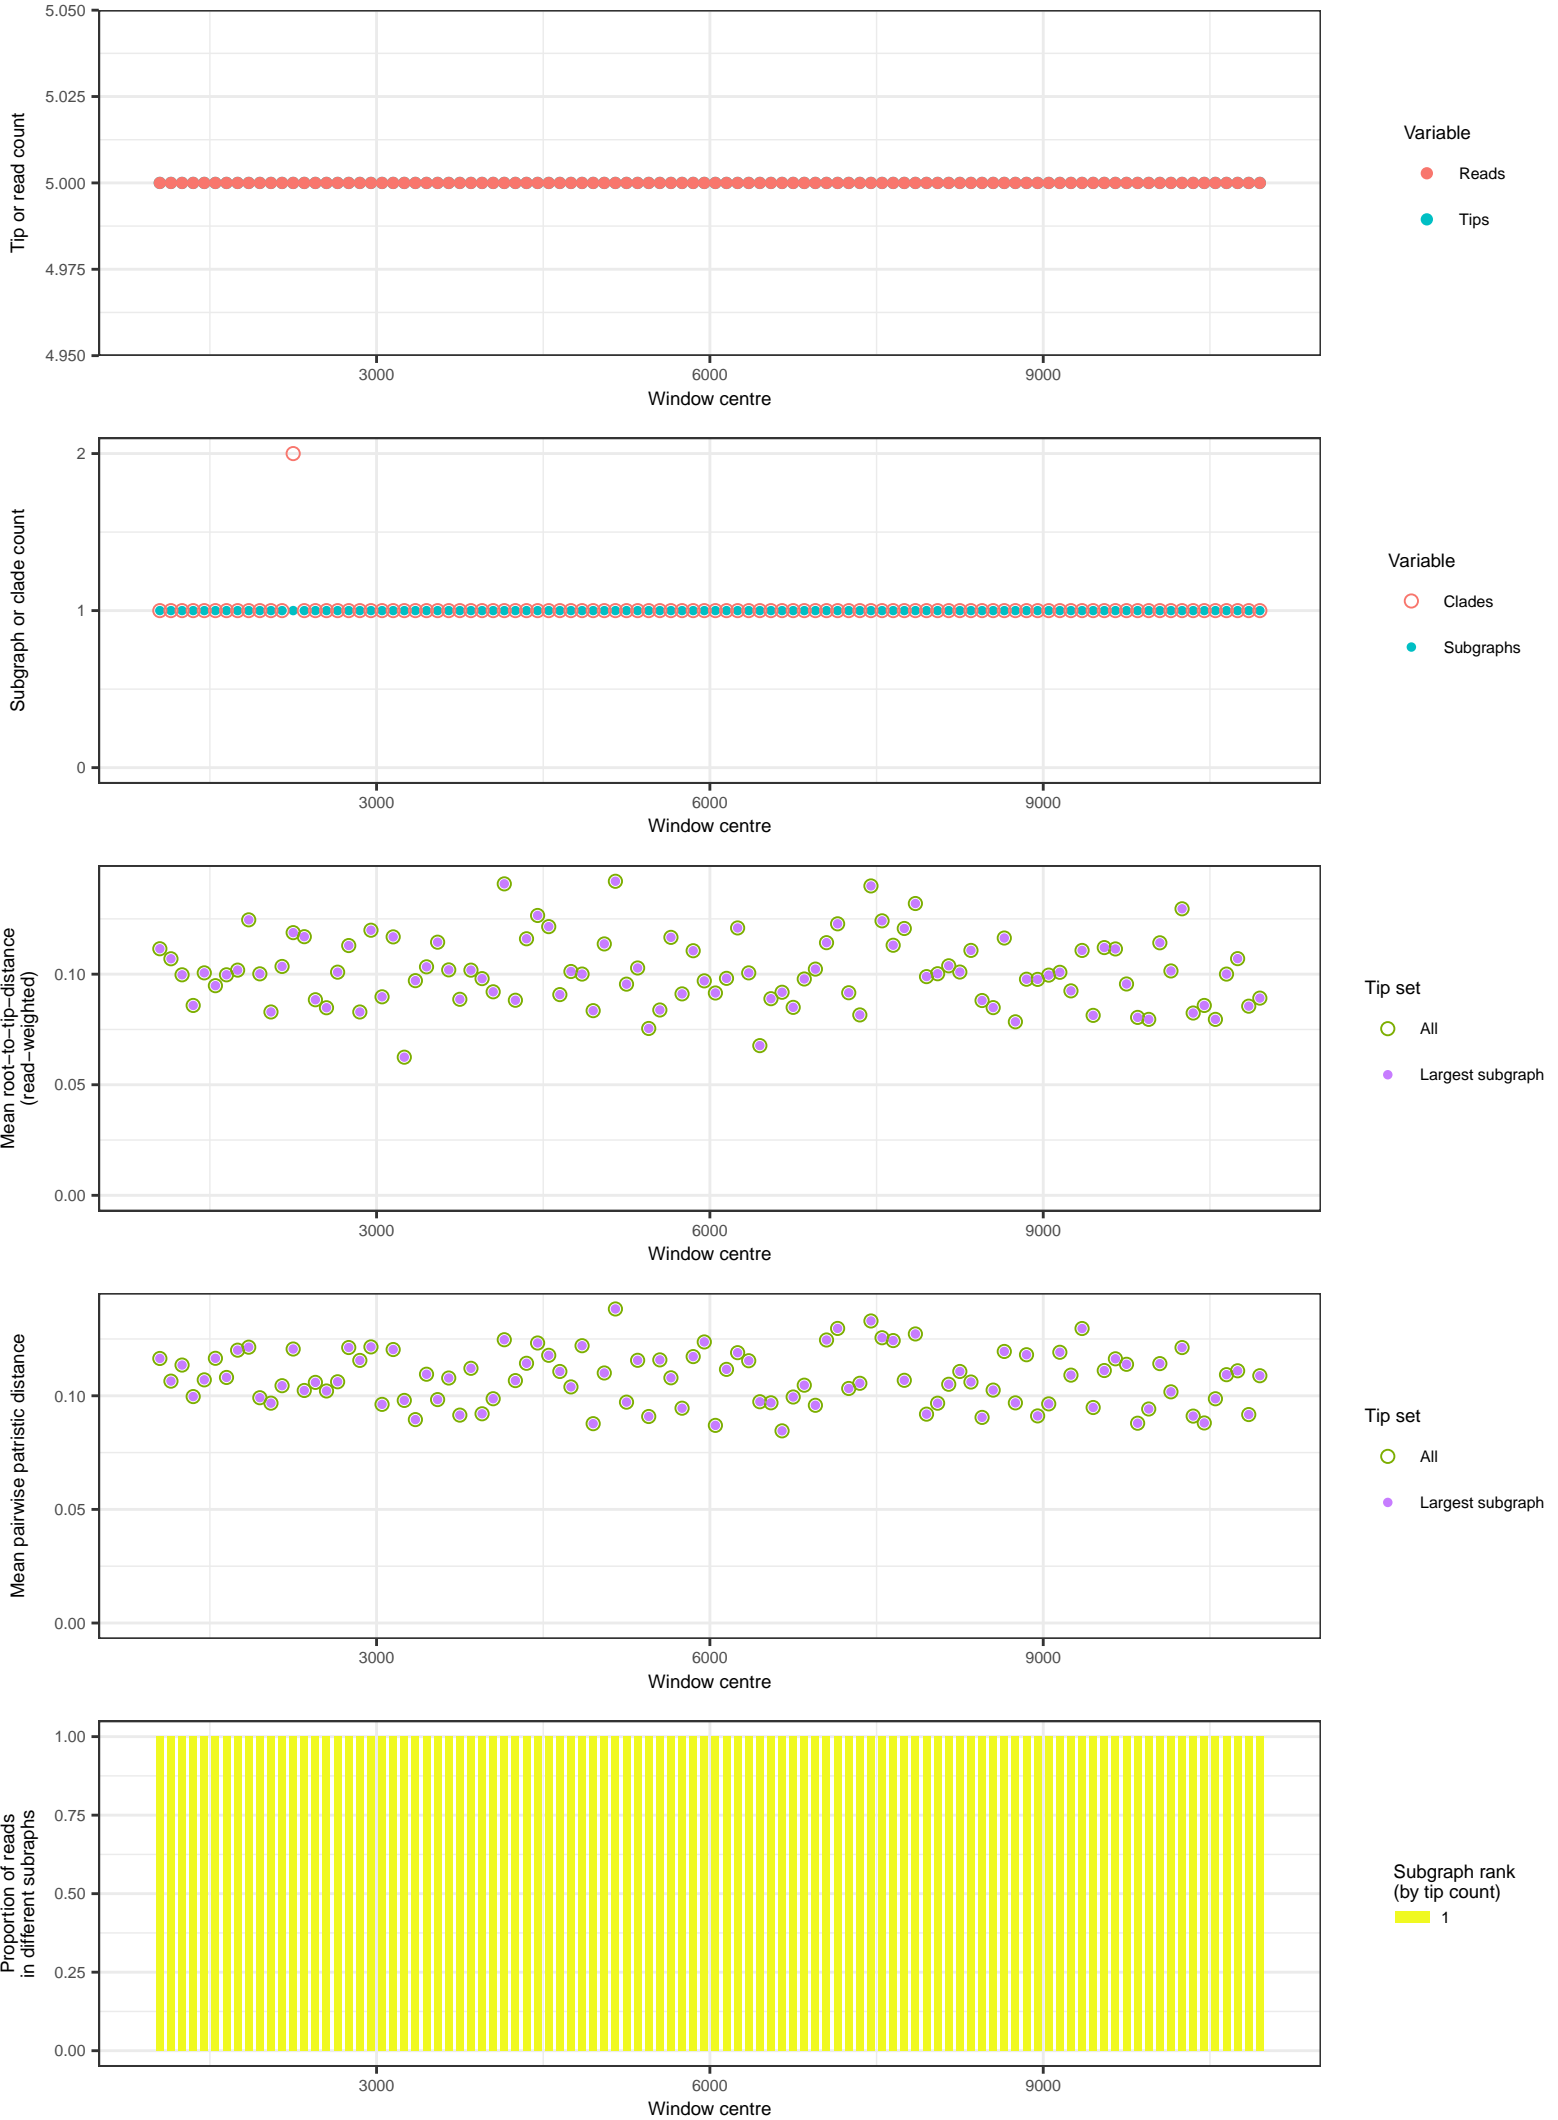 5.050
5.025
5.000
4.975
4.950
Tip or read count
3000 6000 9000
Window centre
Variable
Reads
Tips
2
1
0
Subgraph or clade count
3000 6000 9000
Window centre
Variable
Clades
Subgraphs
0.10
0.05
0.00
Mean root−to−tip−distance
(read−weighted)
3000 6000 9000
Window centre
Tip set
All
Largest subgraph
0.10
0.05
0.00
Mean pairwise patristic distance
3000 6000 9000
Window centre
Tip set
All
Largest subgraph
1.00
0.75
0.50
0.25
0.00
Proportion of reads
in different subraphs
3000 6000 9000
Window centre
Subgraph rank
(by tip count)
1